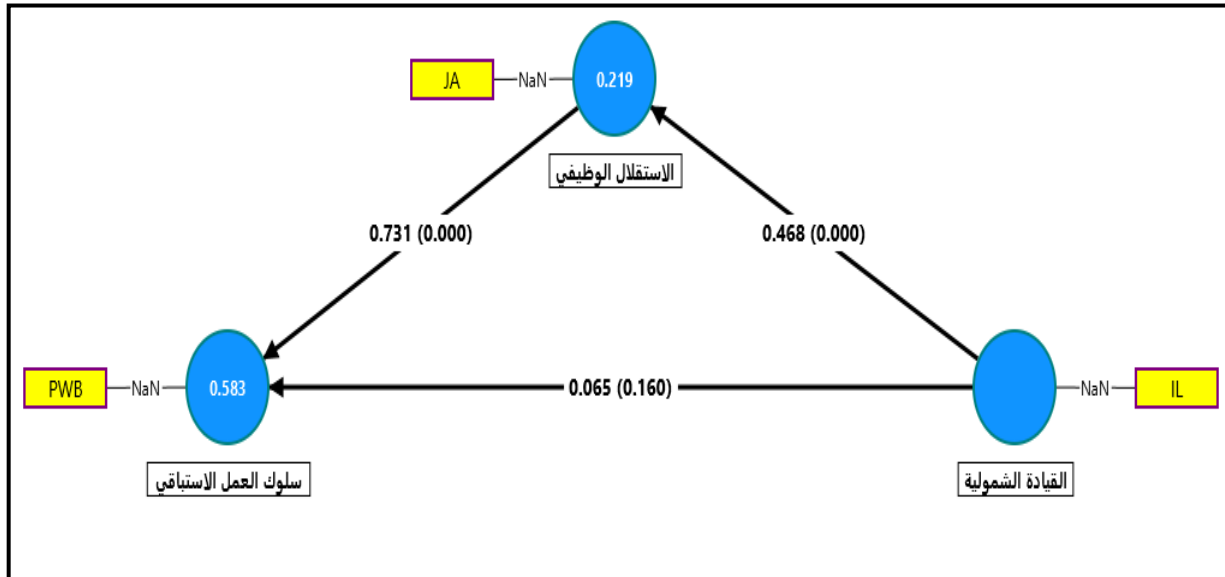 JA
NaN
0.219
الاستقلال الوظيفي
0.731 (0.000)
0.468 (0.000)
PWB
NaN
0.583
0.065 (0.160)
NaN
IL
سلوك العمل الاستباقي
القيادة الشمولية